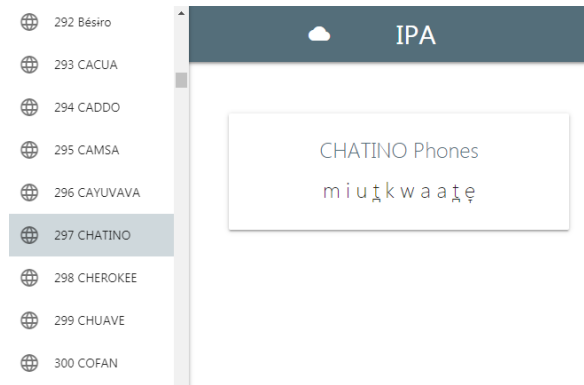 292 Bésɨro
293 CACUA
294 CADDO
295 CAMSA
296 CAYUVAVA
297 CHATINO
298 CHEROKEE
299 CHUAVE
300 COFAN
IPA
CHATINO Phones
m i u t̪ k w a a t̪ e̞